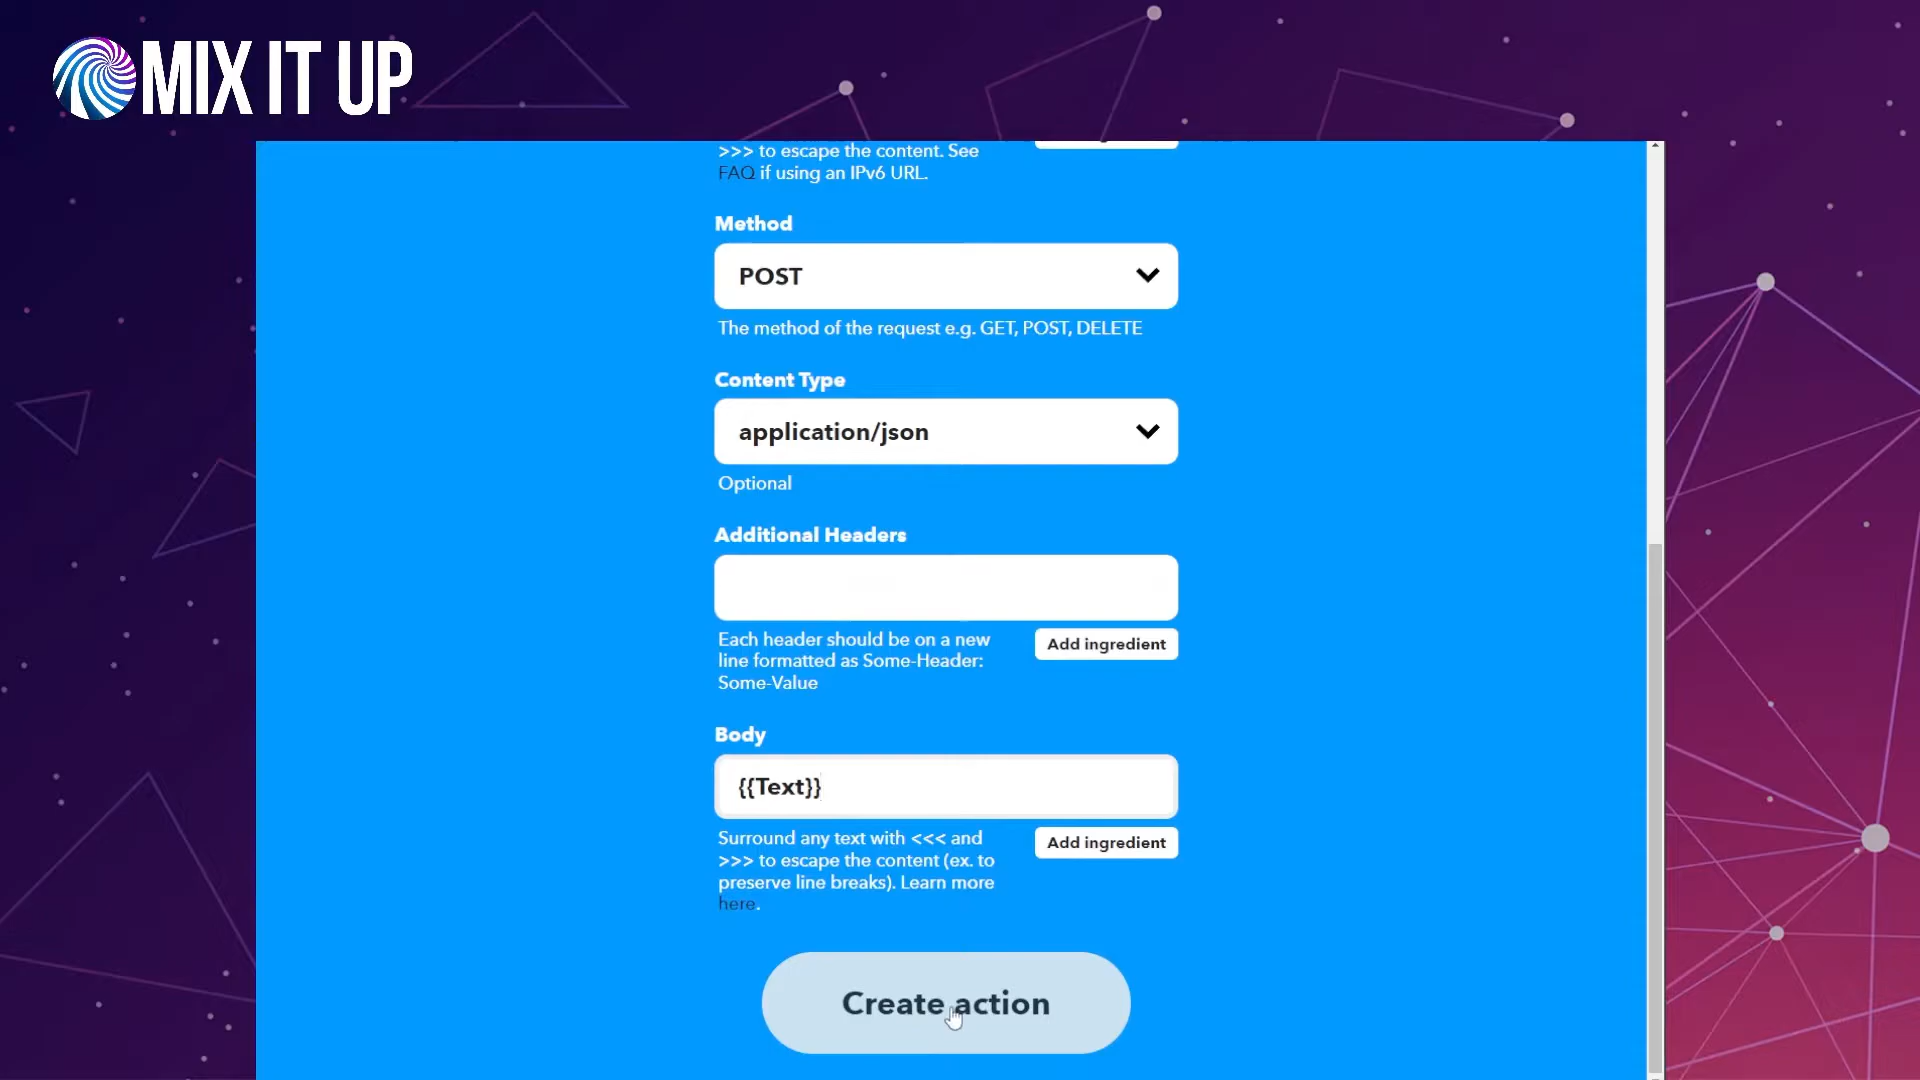 MIX IT UP
>>> to escape the content. See
FAQ if using an IPv6 URL.
Method
POST
The method of the request e.g. GET, POST, DELETE
Content Type
application/json
Optional
Additional Headers
Each header should be on a new
line formatted as Some-Header:
Some-Value
Add ingredient
Body
{{Text}}
Surround any text with <<< and
>>> to escape the content (ex. to
preserve line breaks). Learn more
here.
Add ingredient
Create action